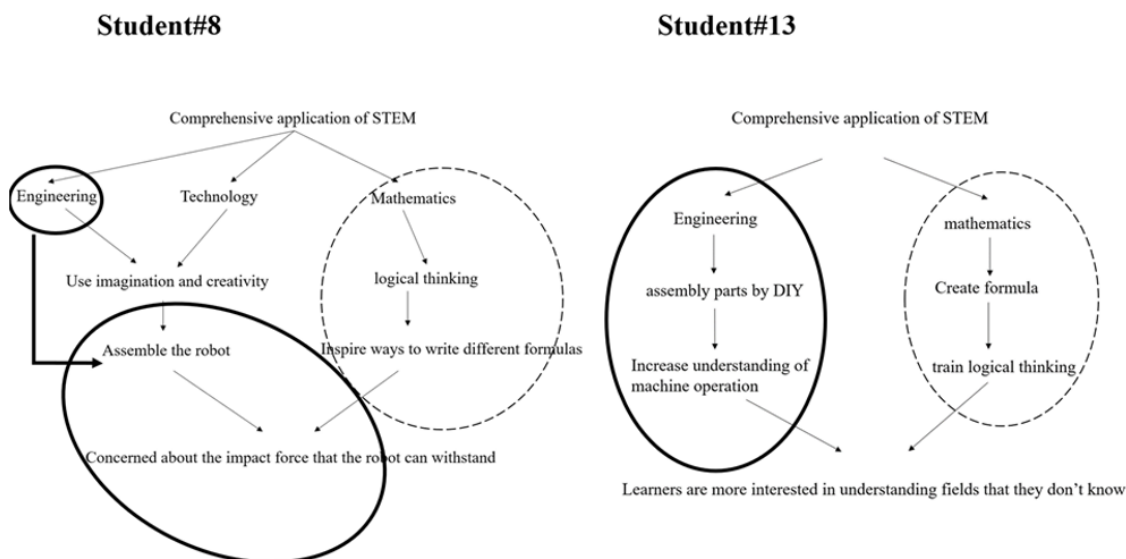 Student#8
Comprehensive application of STEM
Engineering
Technology
Mathematics
Use imagination and creativity
logical thinking
Assemble the robot
Inspire ways to write different formulas
Concerned about the impact force that the robot can withstand
Student#13
Comprehensive application of STEM
Engineering
assembly parts by DIY
Increase understanding of
machine operation
mathematics
Create formula
train logical thinking
Learners are more interested in understanding fields that they don’t know